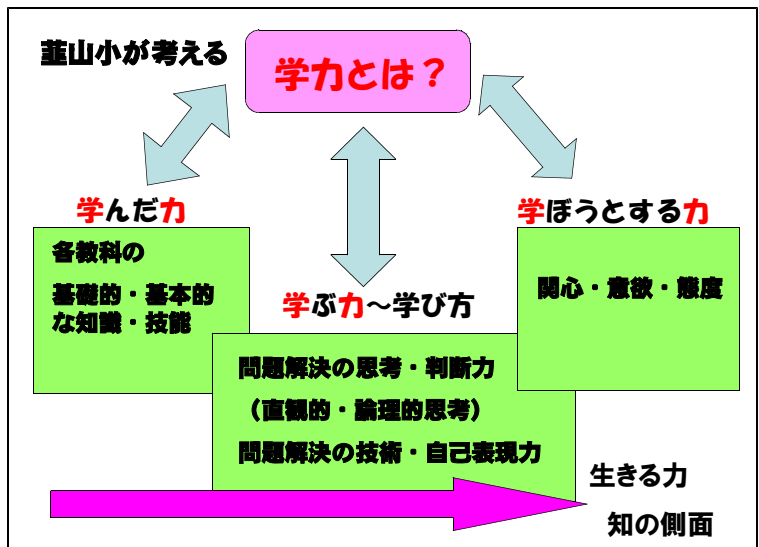 韮山小が考える
学力とは？
学んだ力
各教科の
基礎的・基本的
な知識・技能
学ぶ力～学び方
問題解決の思考・判断力
（直観的・論理的思考）
問題解決の技術・自己表現力
学ぼうとする力
関心・意欲・態度
生きる力
知の側面